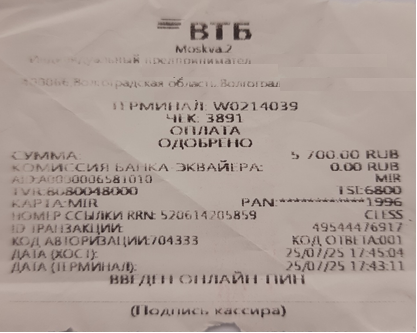 ВТБ
Moskva.2
Индивидуальный предприниматель
400066, Волгоградская область, Волгоград
ТЕРМИНАЛ: W0214039
ЧЕК: 3891
ОПЛАТА
ОДОБРЕНО
СУММА: 5 700.00 RUB
КОМИССИЯ БАНКА-ЭКВАЙЕРА: 0.00 RUB
AID:A0000006581010 MIR
TVR:8080048000 TSI:6800
КАРТА:MIR PAN:************1996
НОМЕР ССЫЛКИ RRN: 520614205859 CLESS
ID ТРАНЗАКЦИИ: 49544476917
КОД АВТОРИЗАЦИИ:704333 КОД ОТВЕТА:001
ДАТА (ХОСТ): 25/07/25 17:45:04
ДАТА (ТЕРМИНАЛ): 25/07/25 17:43:11
ВВЕДЕН ОНЛАЙН ПИН
(Подпись кассира)